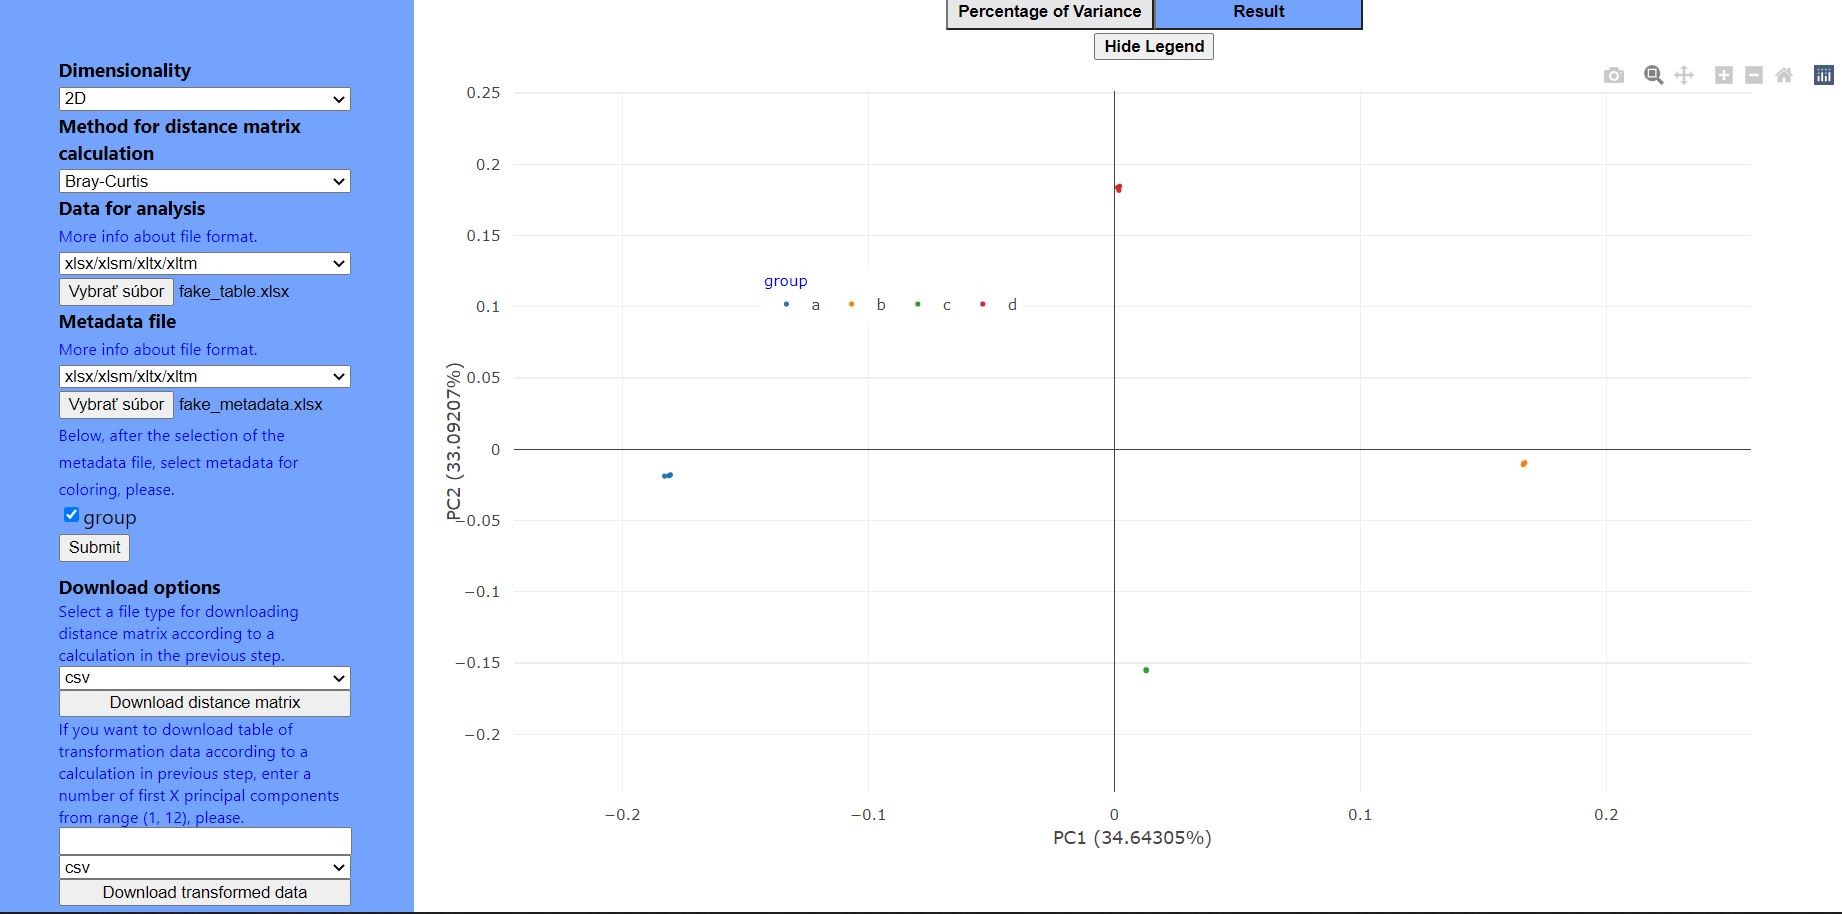 Percentage of Variance Result
Hide Legend
Dimensionality
2D
Method for distance matrix
calculation
Bray-Curtis
Data for analysis
More info about file format.
xlsx/xlsm/xltx/xltm
Vybrať súbor fake_table.xlsx
Metadata file
More info about file format.
xlsx/xlsm/xltx/xltm
Vybrať súbor fake_metadata.xlsx
Below, after the selection of the
metadata file, select metadata for
coloring, please.
group
Submit
Download options
Select a file type for downloading
distance matrix according to a
calculation in the previous step.
csv
Download distance matrix
If you want to download table of
transformation data according to a
calculation in previous step, enter a
number of first X principal components
from range (1, 12), please.
csv
Download transformed data
0.25
0.2
0.15
0.1
0.05
0
−0.05
−0.1
−0.15
−0.2
PC2 (33.09207%)
group
a b c d
−0.2 −0.1 0 0.1 0.2
PC1 (34.64305%)